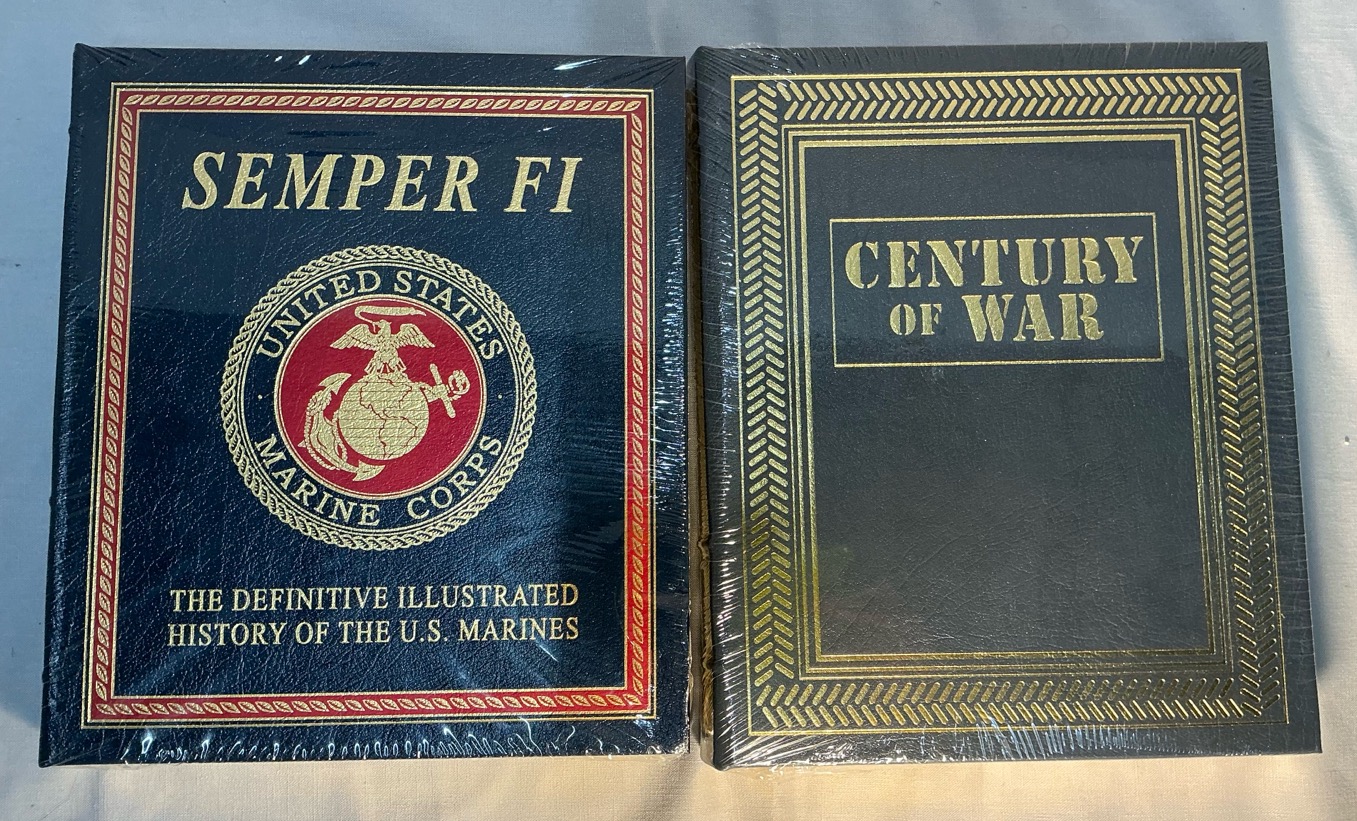 SEMPER FI
UNITED STATES
MARINE CORPS
THE DEFINITIVE ILLUSTRATED
HISTORY OF THE U.S. MARINES
CENTURY
OF WAR